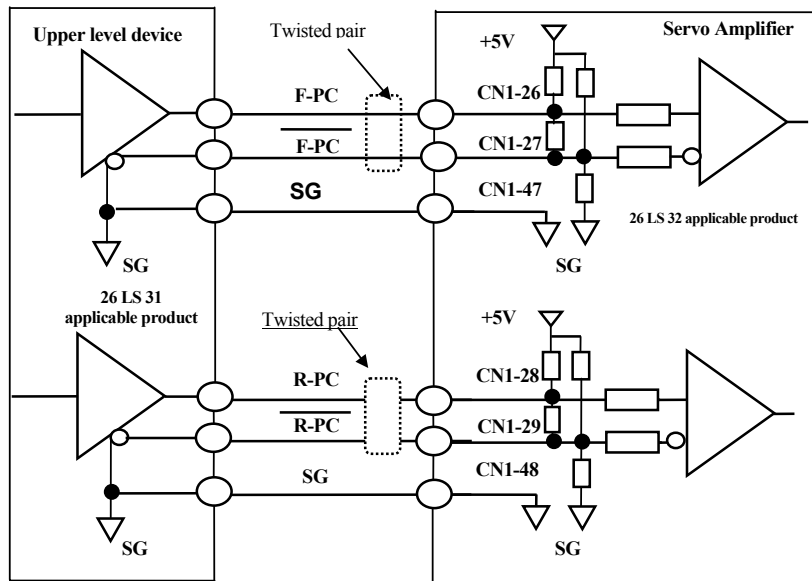 Upper level device
Twisted pair
Servo Amplifier
+5V
F-PC
CN1-26
F-PC
CN1-27
SG
CN1-47
26 LS 32 applicable product
SG
SG
26 LS 31
applicable product
Twisted pair
+5V
R-PC
CN1-28
R-PC
CN1-29
SG
CN1-48
SG
SG